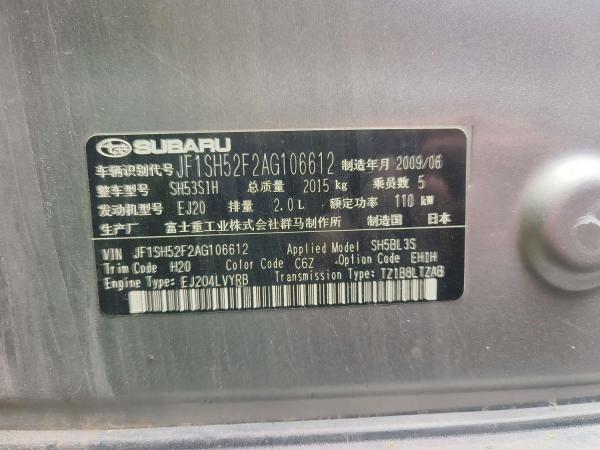 SUBARU
车辆识别代号 JF1SH52F2AG106612 制造年月 2009/06
整车型号 SH53S1H 总质量 2015 kg 乘员数 5
发动机型号 EJ20 排量 2.0 L 额定功率 110 kW
生产厂 富士重工业株式会社群马制作所 制造国 日本
VIN JF1SH52F2AG106612 Applied Model SH5BL3S
Trim Code H20 Color Code C6Z Option Code EHIH
Engine Type: EJ204LVYRB Transmission Type: TZ1B8LTZAB